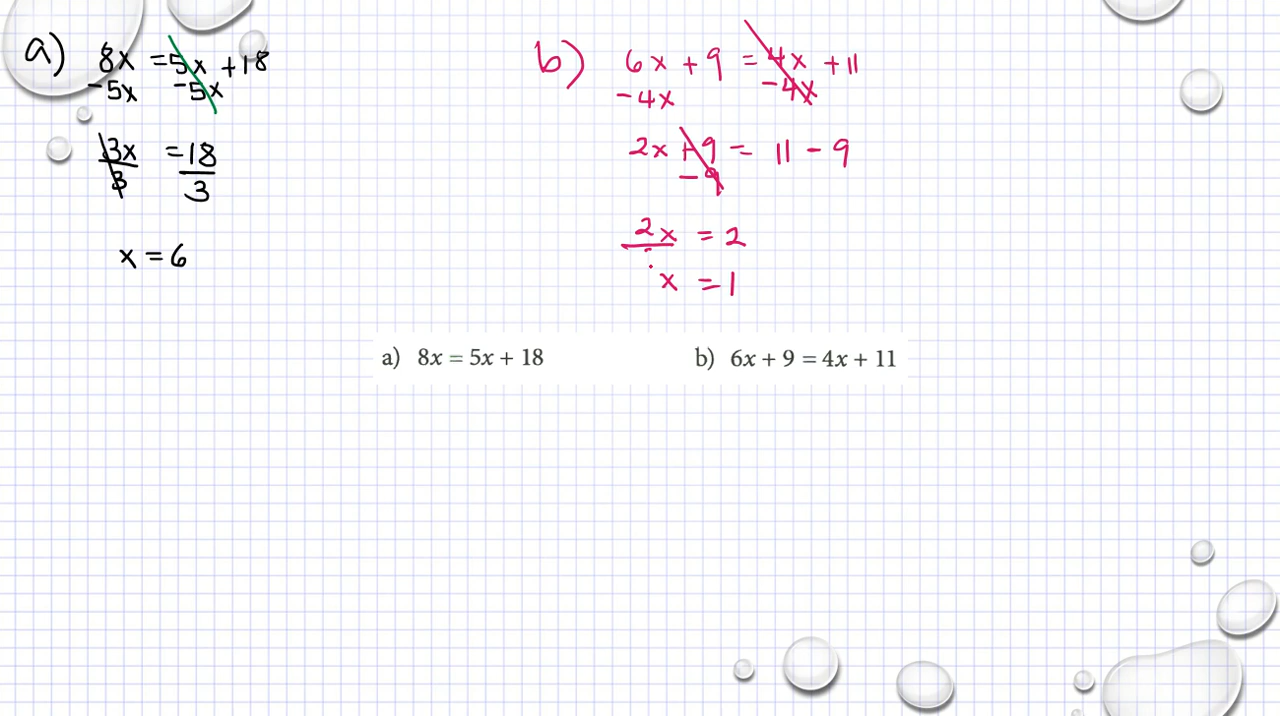 a) 8x = 5x + 18
-5x -5x
3x = 18
3 3
x = 6
b) 6x + 9 = 4x + 11
-4x -4x
2x + 9 = 11 - 9
-9
2x = 2
x = 1
a) 8x = 5x + 18
b) 6x + 9 = 4x + 11